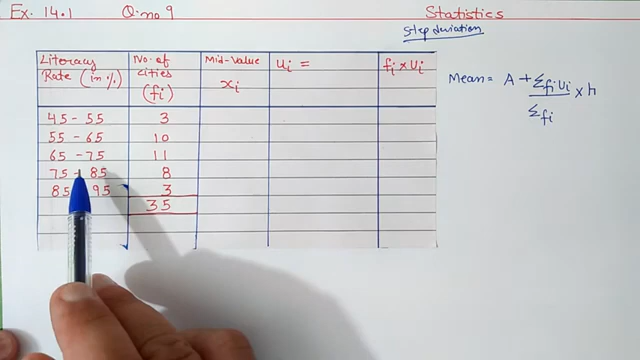 Ex. 14.1 Q.no 9 Statistics
step deviation
Literacy Rate (in %) No. of cities (fi) Mid-Value xi ui = fi × ui
Mean = A + Σfiui / Σfi × h
45 - 55 3
55 - 65 10
65 - 75 11
75 - 85 8
85 - 95 3
35